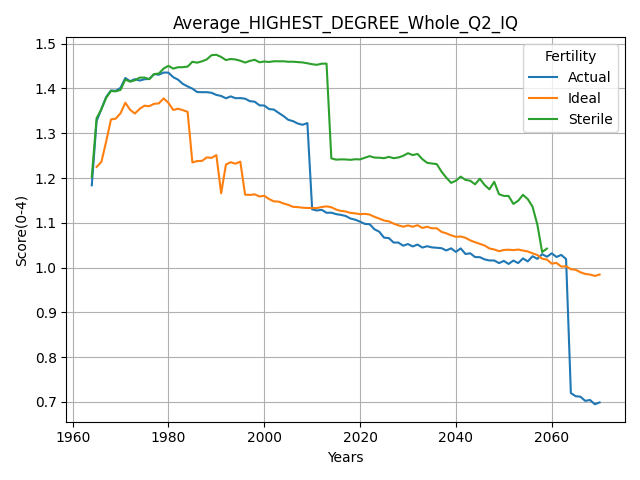 Average_HIGHEST_DEGREE_Whole_Q2_IQ
Score(0-4)
1.5
1.4
1.3
1.2
1.1
1.0
0.9
0.8
0.7
Fertility
Actual
Ideal
Sterile
1960 1980 2000 2020 2040 2060
Years